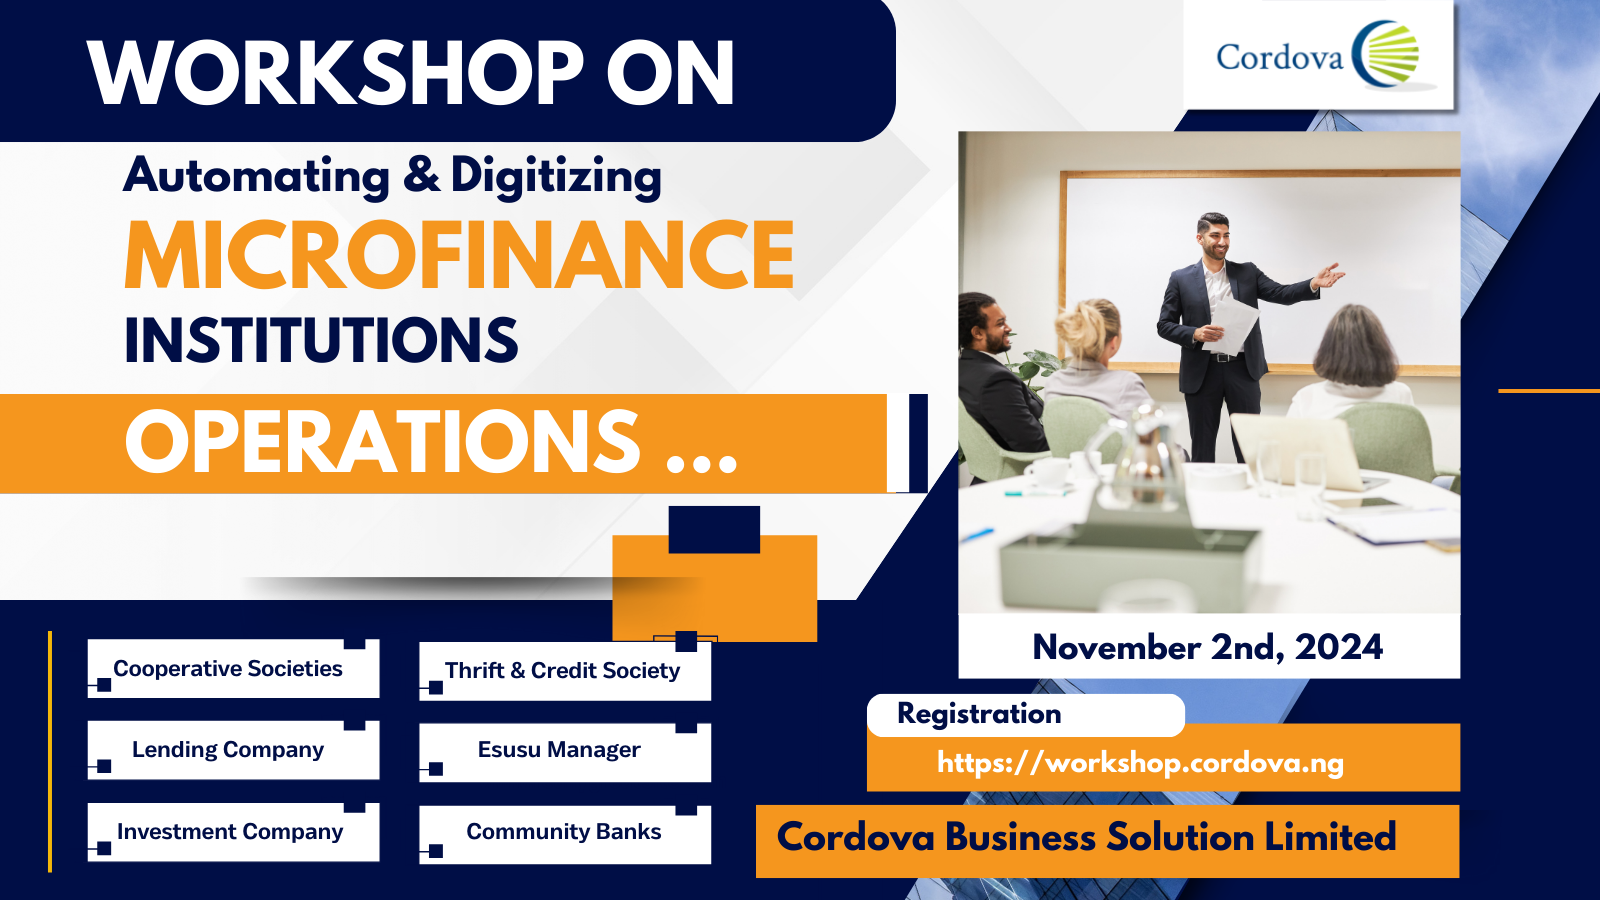 WORKSHOP ON
Cordova
Automating & Digitizing
MICROFINANCE
INSTITUTIONS
OPERATIONS ...
November 2nd, 2024
Cooperative Societies
Thrift & Credit Society
Lending Company
Esusu Manager
Investment Company
Community Banks
Registration
https://workshop.cordova.ng
Cordova Business Solution Limited